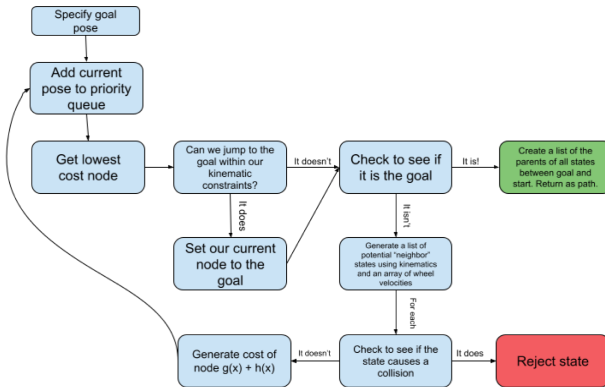 Specify goal
pose
Add current
pose to priority
queue
Get lowest
cost node
Can we jump to the
goal within our
kinematic
constraints?
It doesn't
Check to see if
it is the goal
It is!
Create a list of the
parents of all states
between goal and
start. Return as path.
It does
Set our current
node to the
goal
It isn't
Generate a list of
potential "neighbor"
states using kinematics
and an array of wheel
velocities
For each
Generate cost of
node g(x) + h(x)
It doesn't
Check to see if the
state causes a
collision
It does
Reject state